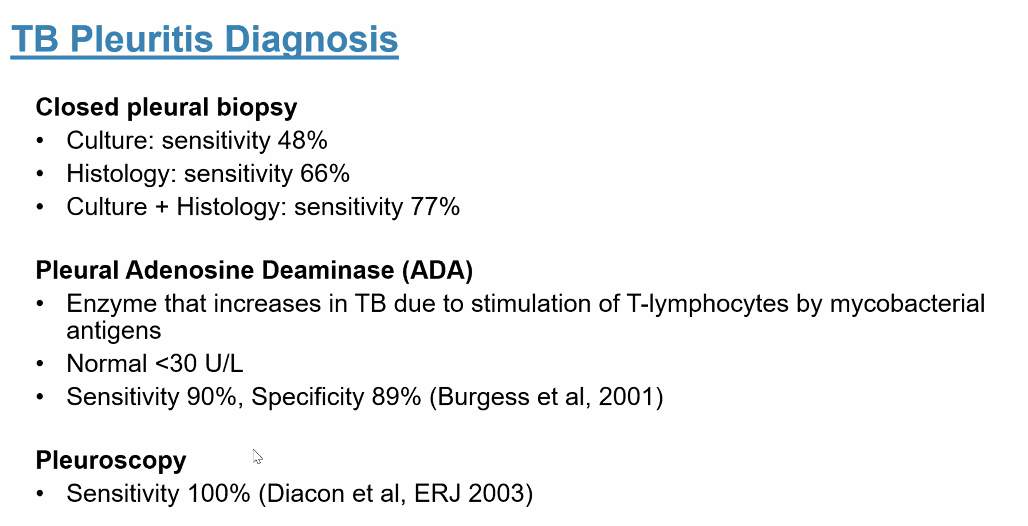 TB Pleuritis Diagnosis
Closed pleural biopsy
• Culture: sensitivity 48%
• Histology: sensitivity 66%
• Culture + Histology: sensitivity 77%
Pleural Adenosine Deaminase (ADA)
• Enzyme that increases in TB due to stimulation of T-lymphocytes by mycobacterial
antigens
• Normal <30 U/L
• Sensitivity 90%, Specificity 89% (Burgess et al, 2001)
Pleuroscopy
• Sensitivity 100% (Diacon et al, ERJ 2003)